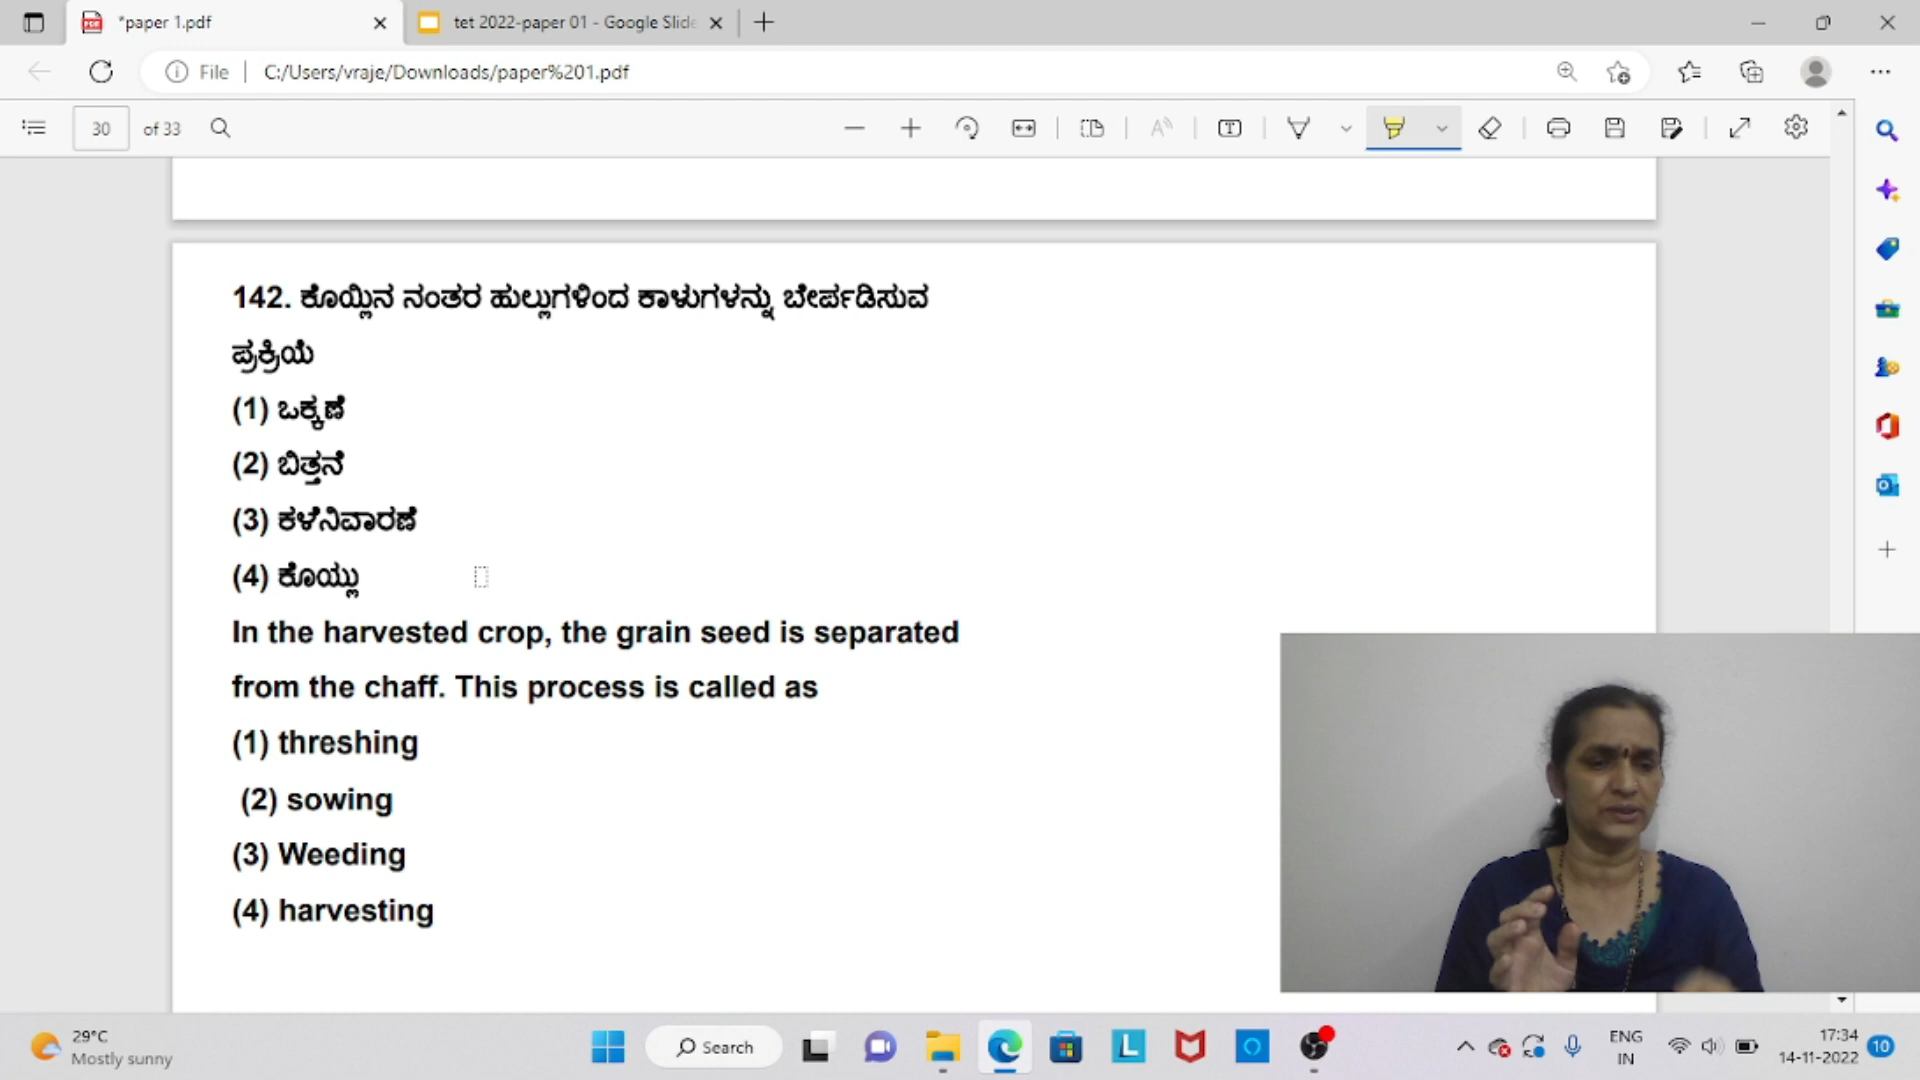 *paper 1.pdf
tet 2022-paper 01 - Google Slide
File
C:/Users/vraje/Downloads/paper%201.pdf
30 of 33
142. ಕೊಯ್ಲಿನ ನಂತರ ಹುಲ್ಲುಗಳಿಂದ ಕಾಳುಗಳನ್ನು ಬೇರ್ಪಡಿಸುವ
ಪ್ರಕ್ರಿಯೆ
(1) ಒಕ್ಕಣೆ
(2) ಬಿತ್ತನೆ
(3) ಕಳೆನಿವಾರಣೆ
(4) ಕೊಯ್ಲು
In the harvested crop, the grain seed is separated
from the chaff. This process is called as
(1) threshing
(2) sowing
(3) Weeding
(4) harvesting
29°C
Mostly sunny
Search
ENG
IN
17:34
14-11-2022
10